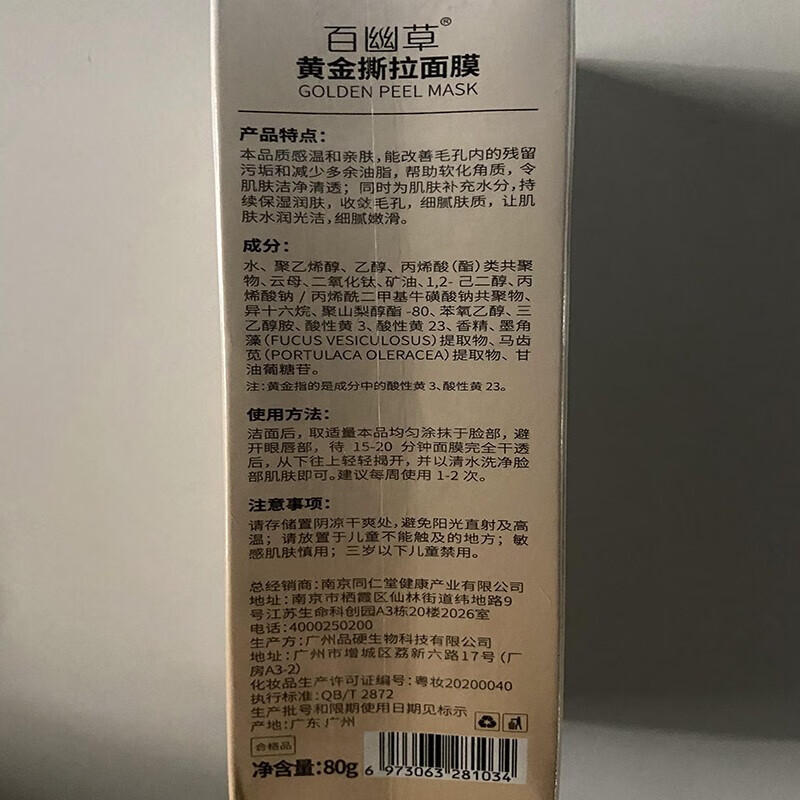 百幽草®
黄金撕拉面膜
GOLDEN PEEL MASK
产品特点：
本品质感温和亲肤，能改善毛孔内的残留
污垢和减少多余油脂，帮助软化角质，令
肌肤洁净清透；同时为肌肤补充水分，持
续保湿润肤，收敛毛孔，细腻肤质，让肌
肤水润光洁，细腻嫩滑。
成分：
水、聚乙烯醇、乙醇、丙烯酸（酯）类共聚
物、云母、二氧化钛、矿油、1,2-己二醇、丙
烯酸钠/丙烯酰二甲基牛磺酸钠共聚物、
异十六烷、聚山梨醇酯-80、苯氧乙醇、三
乙醇胺、酸性黄3、酸性黄23、香精、墨角
藻（FUCUS VESICULOSUS）提取物、马齿
苋（PORTULACA OLERACEA）提取物、甘
油葡糖苷。
注：黄金指的是成分中的酸性黄3、酸性黄23。
使用方法：
洁面后，取适量本品均匀涂抹于脸部，避
开眼唇部，待 15-20 分钟面膜完全干透
后，从下往上轻轻揭开，并以清水洗净脸
部肌肤即可。建议每周使用 1-2 次。
注意事项：
请存储置阴凉干爽处，避免阳光直射及高
温；请放置于儿童不能触及的地方；敏
感肌肤慎用；三岁以下儿童禁用。
总经销商：南京同仁堂健康产业有限公司
地址：南京市栖霞区仙林街道纬地路9
号江苏生命科创园A3栋20楼2026室
电话：4000250200
生产方：广州品硬生物科技有限公司
地址：广州市增城区荔新六路17号（厂
房A3-2）
化妆品生产许可证编号：粤妆20200040
执行标准：QB/T 2872
生产批号和限期使用日期见标示
产地：广东 广州
合格品
净含量：80g
6 973063 281034